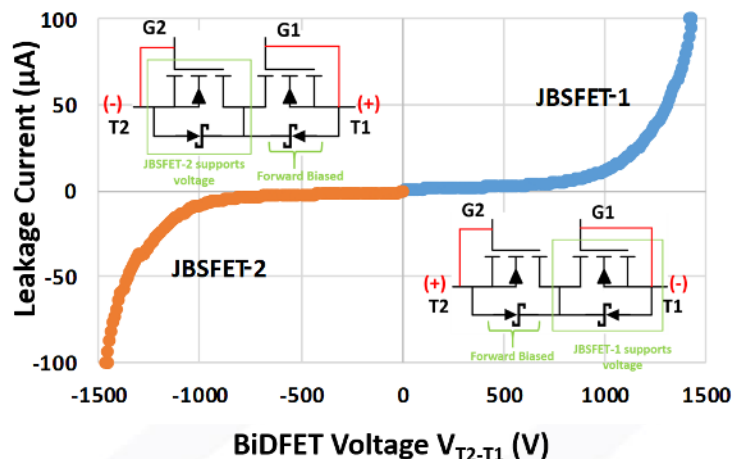 Leakage Current (µA)
100
50
0
-50
-100
G2
G1
(-)
(+)
T2
T1
JBSFET-2 supports
voltage
Forward Biased
JBSFET-1
JBSFET-2
G2
G1
(+)
(-)
T2
T1
Forward Biased
JBSFET-1 supports
voltage
-1500 -1000 -500 0 500 1000 1500
BiDFET Voltage V_T2-T1 (V)